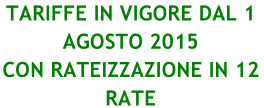 TARIFFE IN VIGORE DAL 1
AGOSTO 2015
CON RATEIZZAZIONE IN 12
RATE